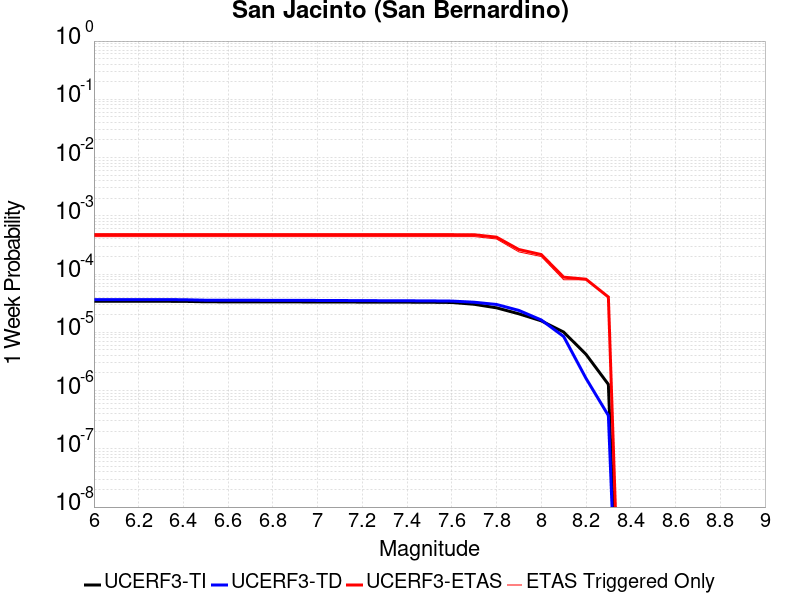 San Jacinto (San Bernardino)
10^0
10^-1
10^-2
10^-3
10^-4
10^-5
10^-6
10^-7
10^-8
1 Week Probability
6 6.2 6.4 6.6 6.8 7 7.2 7.4 7.6 7.8 8 8.2 8.4 8.6 8.8 9
Magnitude
UCERF3-TI UCERF3-TD UCERF3-ETAS ETAS Triggered Only